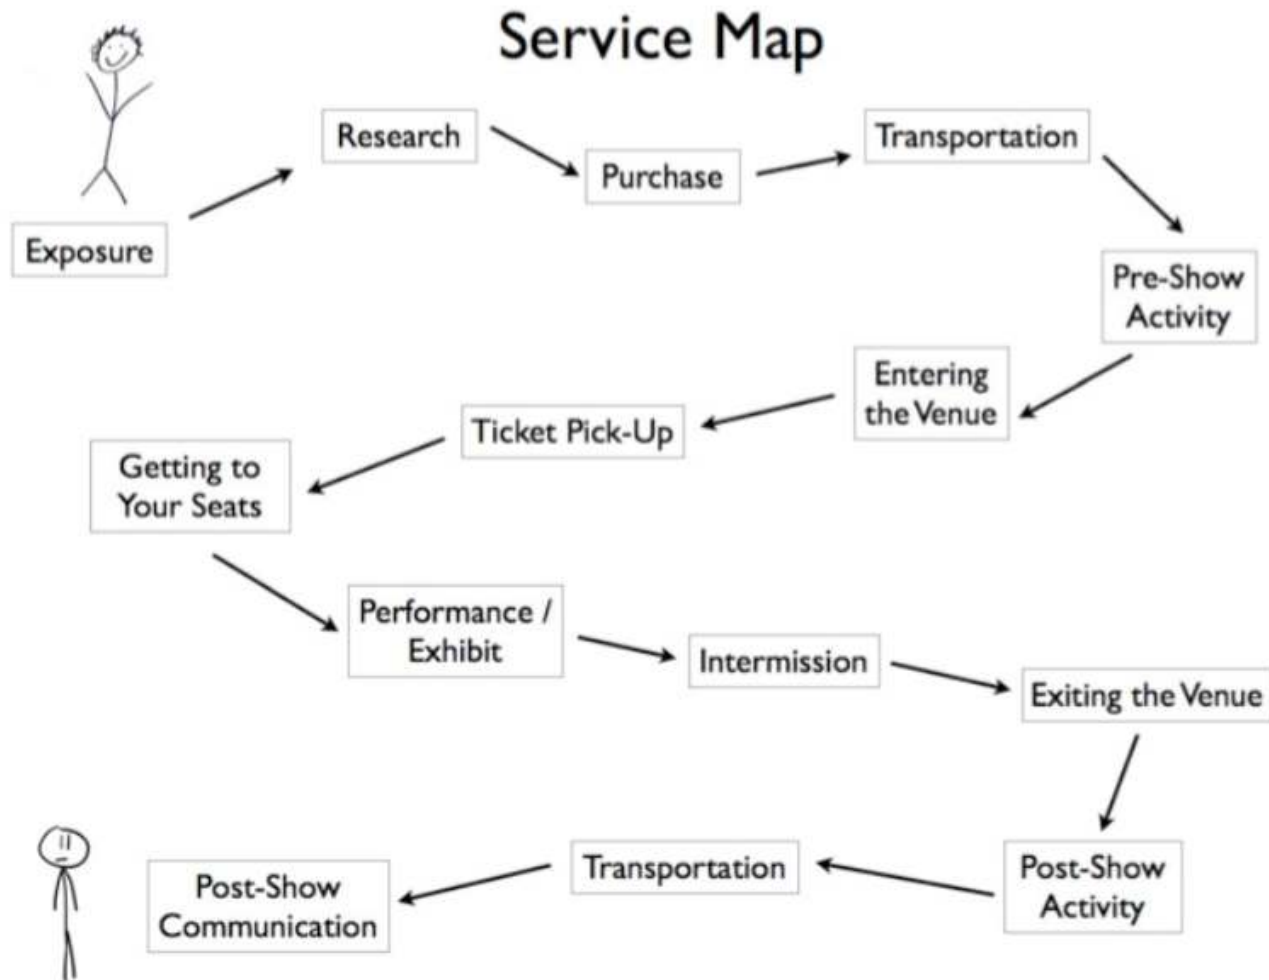 Service Map
Exposure
Research
Purchase
Transportation
Pre-Show
Activity
Entering
the Venue
Ticket Pick-Up
Getting to
Your Seats
Performance /
Exhibit
Intermission
Exiting the Venue
Post-Show
Activity
Transportation
Post-Show
Communication